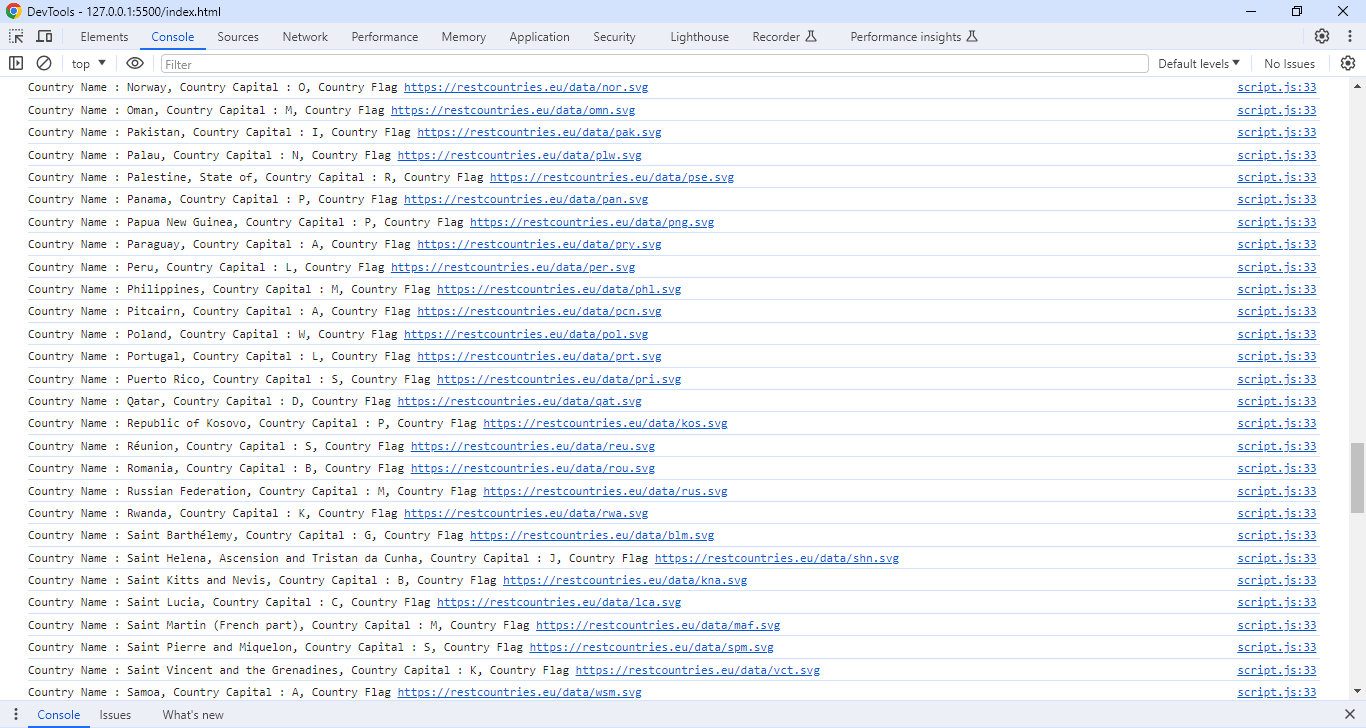 DevTools - 127.0.0.1:5500/index.html
Elements Console Sources Network Performance Memory Application Security Lighthouse Recorder Performance insights
top Filter Default levels No Issues
Country Name : Norway, Country Capital : O, Country Flag https://restcountries.eu/data/nor.svg script.js:33
Country Name : Oman, Country Capital : M, Country Flag https://restcountries.eu/data/omn.svg script.js:33
Country Name : Pakistan, Country Capital : I, Country Flag https://restcountries.eu/data/pak.svg script.js:33
Country Name : Palau, Country Capital : N, Country Flag https://restcountries.eu/data/plw.svg script.js:33
Country Name : Palestine, State of, Country Capital : R, Country Flag https://restcountries.eu/data/pse.svg script.js:33
Country Name : Panama, Country Capital : P, Country Flag https://restcountries.eu/data/pan.svg script.js:33
Country Name : Papua New Guinea, Country Capital : P, Country Flag https://restcountries.eu/data/png.svg script.js:33
Country Name : Paraguay, Country Capital : A, Country Flag https://restcountries.eu/data/pry.svg script.js:33
Country Name : Peru, Country Capital : L, Country Flag https://restcountries.eu/data/per.svg script.js:33
Country Name : Philippines, Country Capital : M, Country Flag https://restcountries.eu/data/phl.svg script.js:33
Country Name : Pitcairn, Country Capital : A, Country Flag https://restcountries.eu/data/pcn.svg script.js:33
Country Name : Poland, Country Capital : W, Country Flag https://restcountries.eu/data/pol.svg script.js:33
Country Name : Portugal, Country Capital : L, Country Flag https://restcountries.eu/data/prt.svg script.js:33
Country Name : Puerto Rico, Country Capital : S, Country Flag https://restcountries.eu/data/pri.svg script.js:33
Country Name : Qatar, Country Capital : D, Country Flag https://restcountries.eu/data/qat.svg script.js:33
Country Name : Republic of Kosovo, Country Capital : P, Country Flag https://restcountries.eu/data/kos.svg script.js:33
Country Name : Réunion, Country Capital : S, Country Flag https://restcountries.eu/data/reu.svg script.js:33
Country Name : Romania, Country Capital : B, Country Flag https://restcountries.eu/data/rou.svg script.js:33
Country Name : Russian Federation, Country Capital : M, Country Flag https://restcountries.eu/data/rus.svg script.js:33
Country Name : Rwanda, Country Capital : K, Country Flag https://restcountries.eu/data/rwa.svg script.js:33
Country Name : Saint Barthélemy, Country Capital : G, Country Flag https://restcountries.eu/data/blm.svg script.js:33
Country Name : Saint Helena, Ascension and Tristan da Cunha, Country Capital : J, Country Flag https://restcountries.eu/data/shn.svg script.js:33
Country Name : Saint Kitts and Nevis, Country Capital : B, Country Flag https://restcountries.eu/data/kna.svg script.js:33
Country Name : Saint Lucia, Country Capital : C, Country Flag https://restcountries.eu/data/lca.svg script.js:33
Country Name : Saint Martin (French part), Country Capital : M, Country Flag https://restcountries.eu/data/maf.svg script.js:33
Country Name : Saint Pierre and Miquelon, Country Capital : S, Country Flag https://restcountries.eu/data/spm.svg script.js:33
Country Name : Saint Vincent and the Grenadines, Country Capital : K, Country Flag https://restcountries.eu/data/vct.svg script.js:33
Country Name : Samoa, Country Capital : A, Country Flag https://restcountries.eu/data/wsm.svg script.js:33
Console Issues What's new